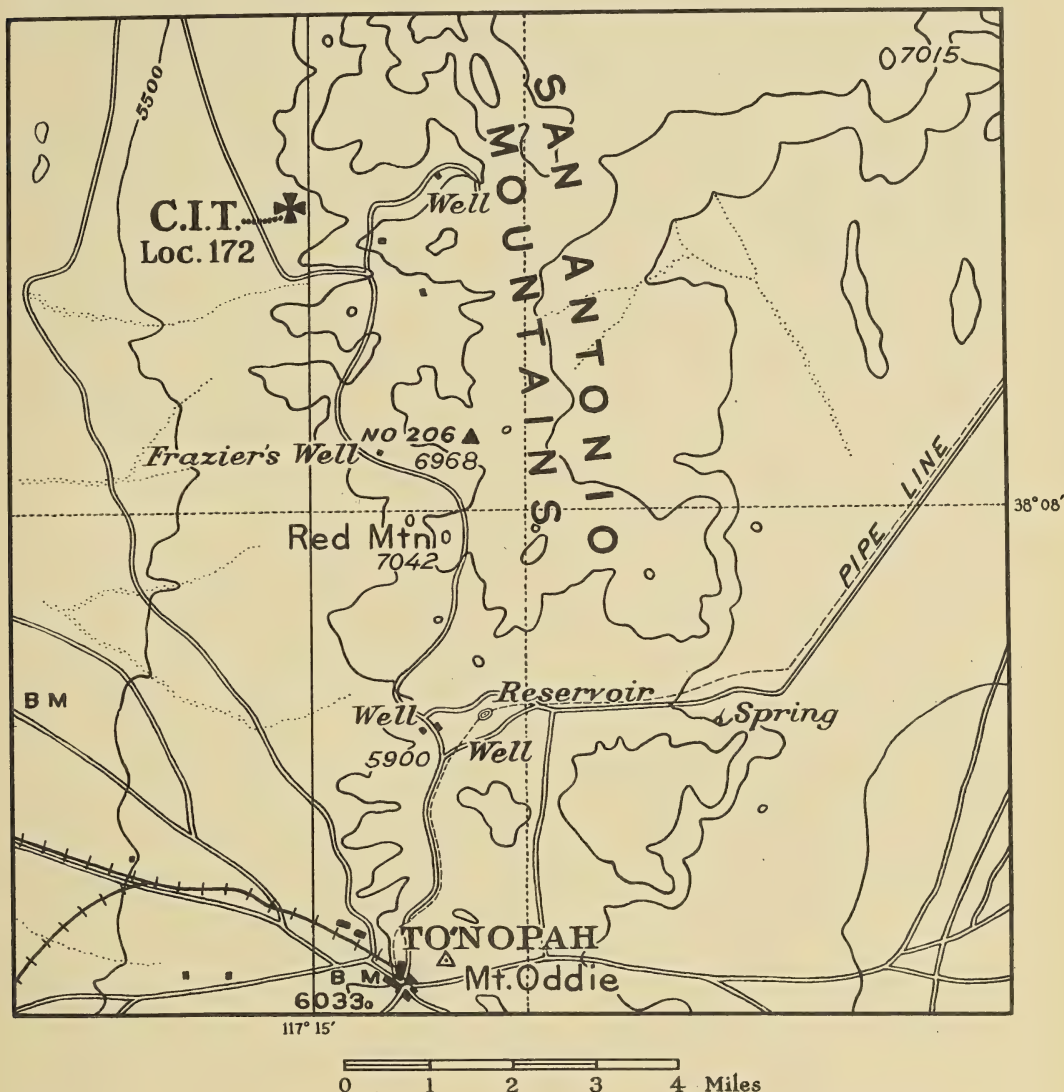 7015
5500
SAN ANTONIO
MOUNTAINS
Well
C.I.T.
Loc. 172
NO 206
6968
Frazier's Well
38° 08'
Red Mtn
7042
PIPE LINE
B M
Reservoir
Well
Spring
5900
Well
TONOPAH
B M
Mt. Oddie
6033
117° 15'
0 1 2 3 4 Miles